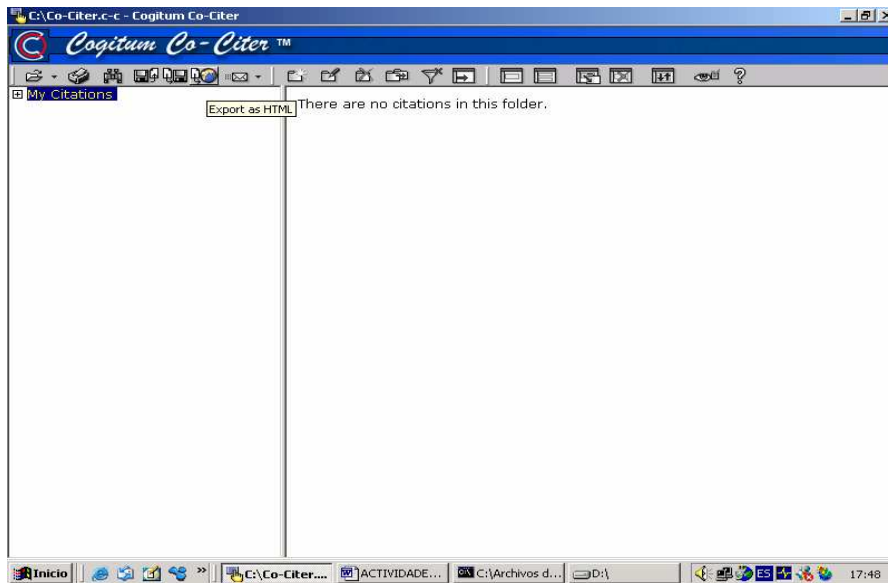 C:\Co-Citer.c-c - Cogitum Co-Citer
C Cogitum Co-Citer TM
My Citations
Export as HTML
There are no citations in this folder.
Inicio » C:\Co-Citer.... ACTIVIDADE... C:\Archivos d... D:\ ES 17:48